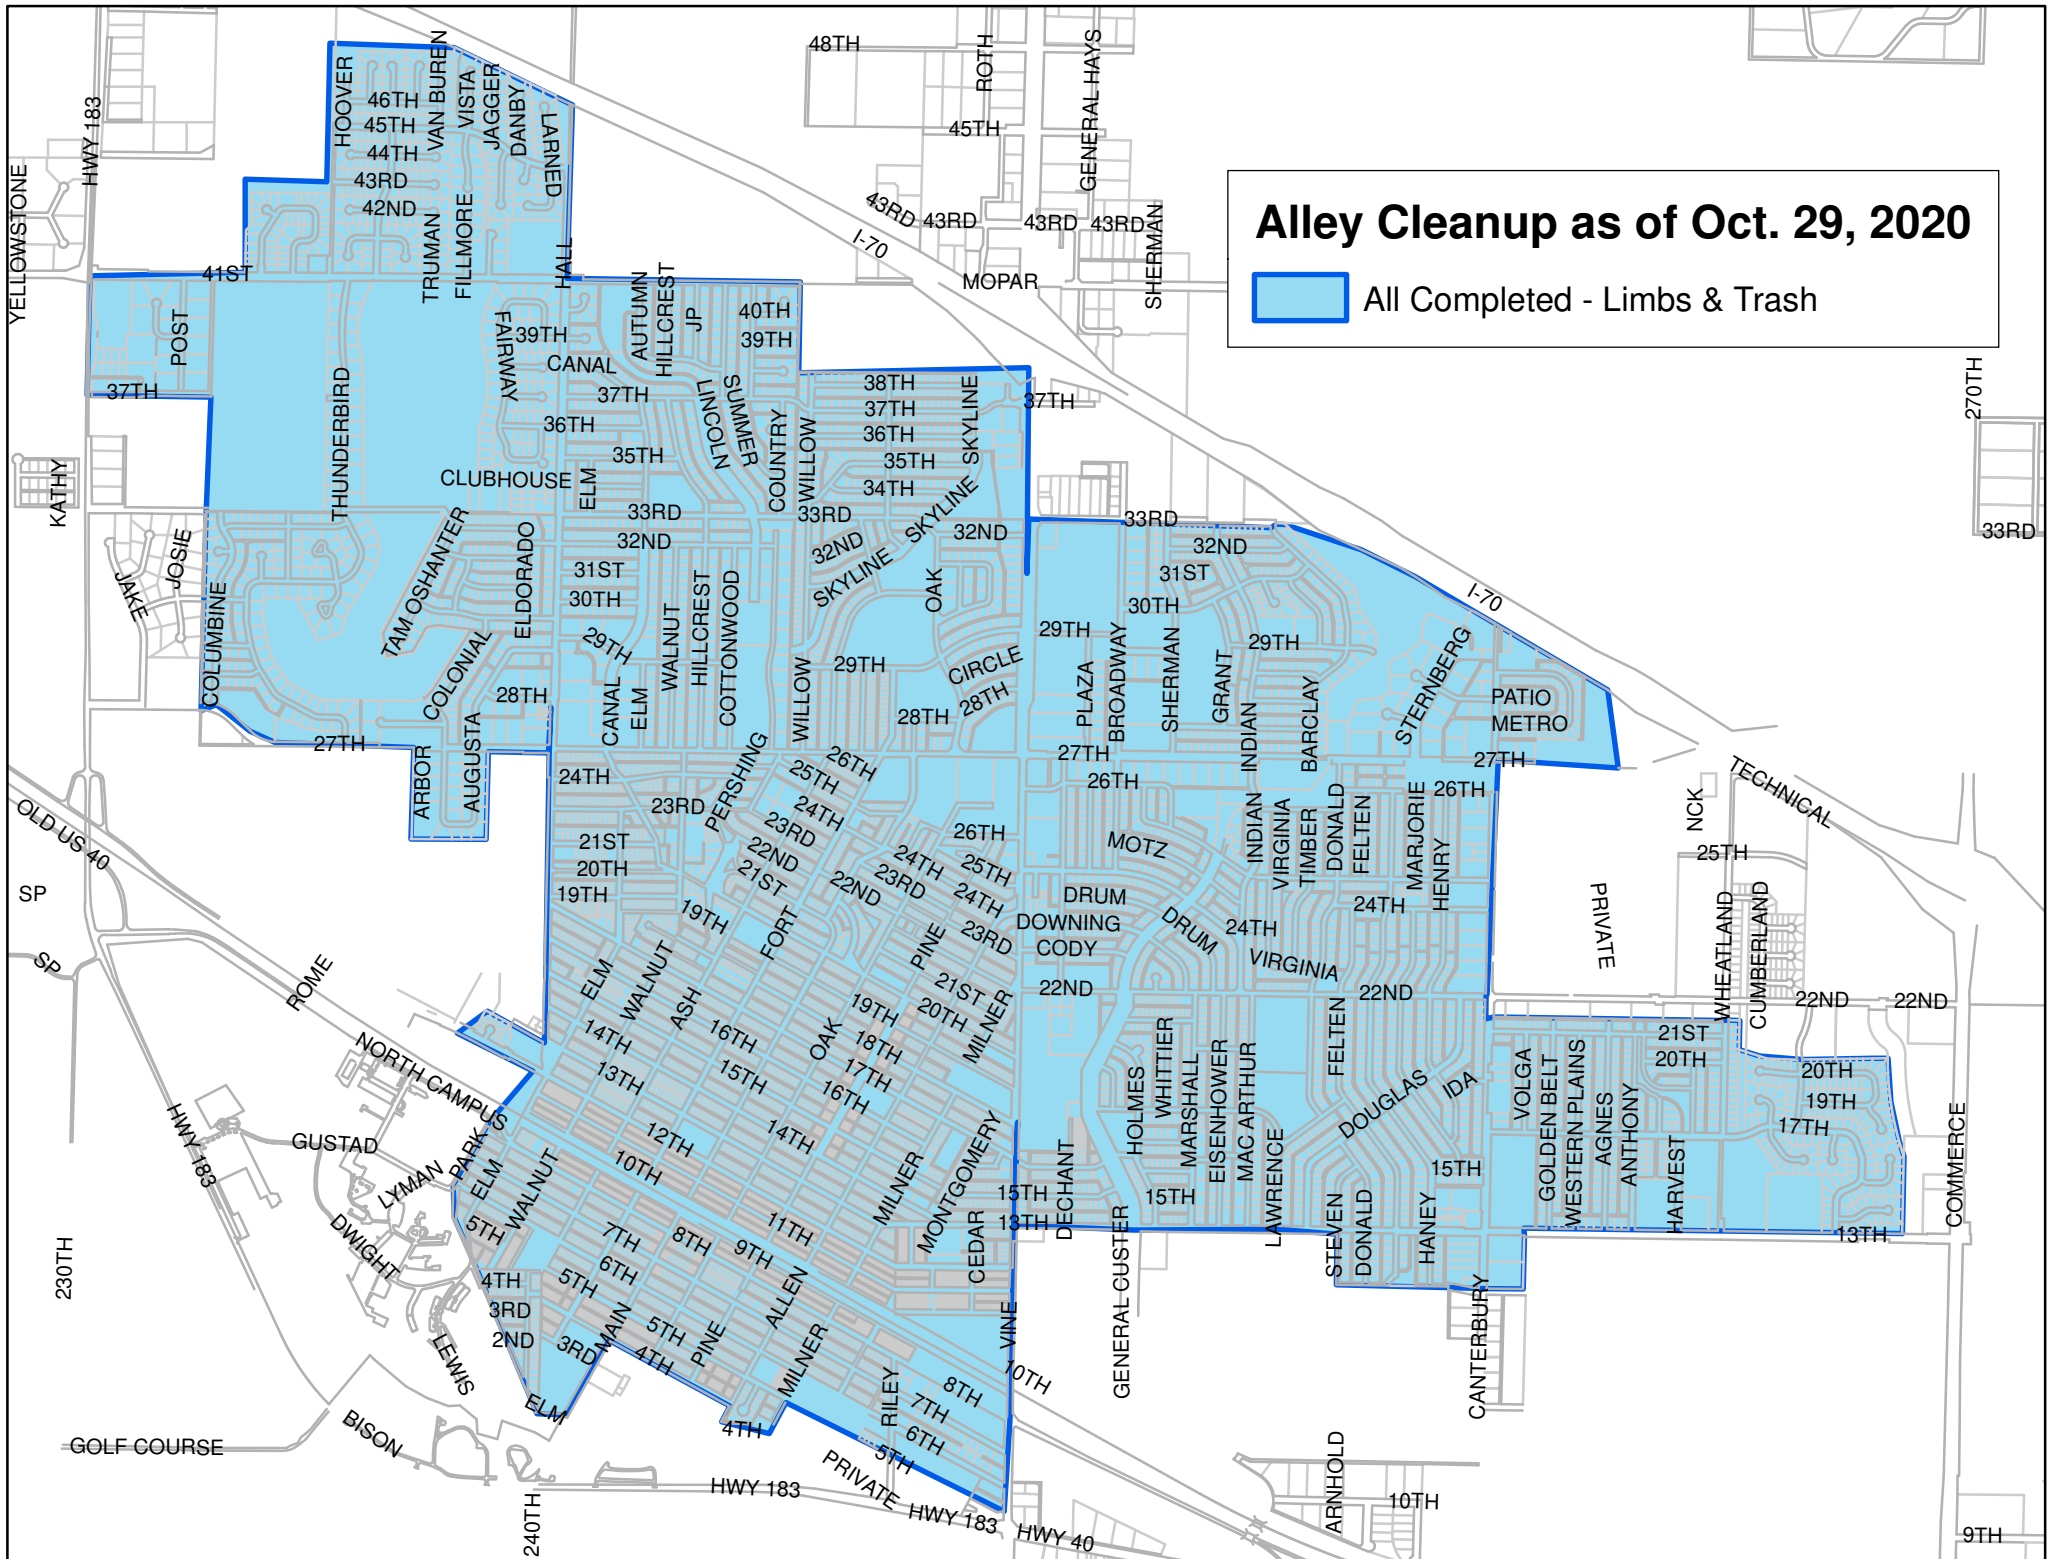 Alley Cleanup as of Oct. 29, 2020
All Completed - Limbs & Trash
48TH
ROTH
GENERAL HAYS
HWY 183
HOOVER
46TH
VAN BUREN
VISTA
JAGGER
DANBY
LARNED
45TH
45TH
44TH
43RD
42ND
TRUMAN
FILLMORE
HALL
43RD
43RD
43RD
43RD
SHERMAN
I-70
MOPAR
YELLOWSTONE
41ST
POST
37TH
THUNDERBIRD
FAIRWAY
39TH
CANAL
AUTUMN
HILLCREST
JP
40TH
39TH
37TH
36TH
35TH
LINCOLN
SUMMER
COUNTRY
WILLOW
38TH
37TH
36TH
35TH
34TH
SKYLINE
37TH
270TH
33RD
KATHY
JOSIE
JAKE
COLUMBINE
CLUBHOUSE
ELM
TAM OSHANTER
ELDORADO
COLONIAL
33RD
32ND
31ST
30TH
29TH
33RD
32ND
SKYLINE
SKYLINE
32ND
OAK
WALNUT
HILLCREST
COTTONWOOD
CANAL
ELM
WILLOW
29TH
CIRCLE
28TH
28TH
28TH
27TH
ARBOR
AUGUSTA
33RD
32ND
31ST
30TH
29TH
29TH
PLAZA
BROADWAY
SHERMAN
GRANT
INDIAN
BARCLAY
STERNBERG
I-70
PATIO
METRO
27TH
27TH
26TH
26TH
TECHNICAL
NCK
25TH
PRIVATE
WHEATLAND
CUMBERLAND
22ND
22ND
OLD US 40
SP
SP
ROME
24TH
23RD
PERSHING
25TH
26TH
24TH
23RD
22ND
21ST
21ST
20TH
19TH
19TH
FORT
22ND
24TH
23RD
26TH
25TH
24TH
23RD
PINE
21ST
20TH
19TH
18TH
17TH
16TH
MILNER
OAK
ELM
WALNUT
ASH
16TH
15TH
14TH
14TH
13TH
12TH
10TH
MOTZ
DRUM
DOWNING
CODY
DRUM
22ND
INDIAN
VIRGINIA
TIMBER
DONALD
FELTEN
MARJORIE
HENRY
24TH
24TH
VIRGINIA
22ND
FELTEN
DOUGLAS
IDA
HOLMES
WHITTIER
MARSHALL
EISENHOWER
MAC ARTHUR
LAWRENCE
15TH
STEVEN
DONALD
HANEY
15TH
CANTERBURY
VOLGA
GOLDEN BELT
WESTERN PLAINS
AGNES
ANTHONY
HARVEST
21ST
20TH
20TH
19TH
17TH
13TH
COMMERCE
NORTH CAMPUS
HWY 183
GUSTAD
LYMAN
PARK
DWIGHT
LEWIS
ELM
WALNUT
5TH
4TH
3RD
2ND
7TH
6TH
5TH
MAIN
3RD
ELM
8TH
9TH
11TH
5TH
4TH
PINE
ALLEN
MILNER
4TH
MILNER
MONTGOMERY
CEDAR
15TH
13TH
DECHANT
GENERAL CUSTER
VINE
10TH
8TH
7TH
6TH
5TH
RILEY
PRIVATE
230TH
GOLF COURSE
BISON
240TH
HWY 183
HWY 183
HWY 40
ARNHOLD
10TH
9TH